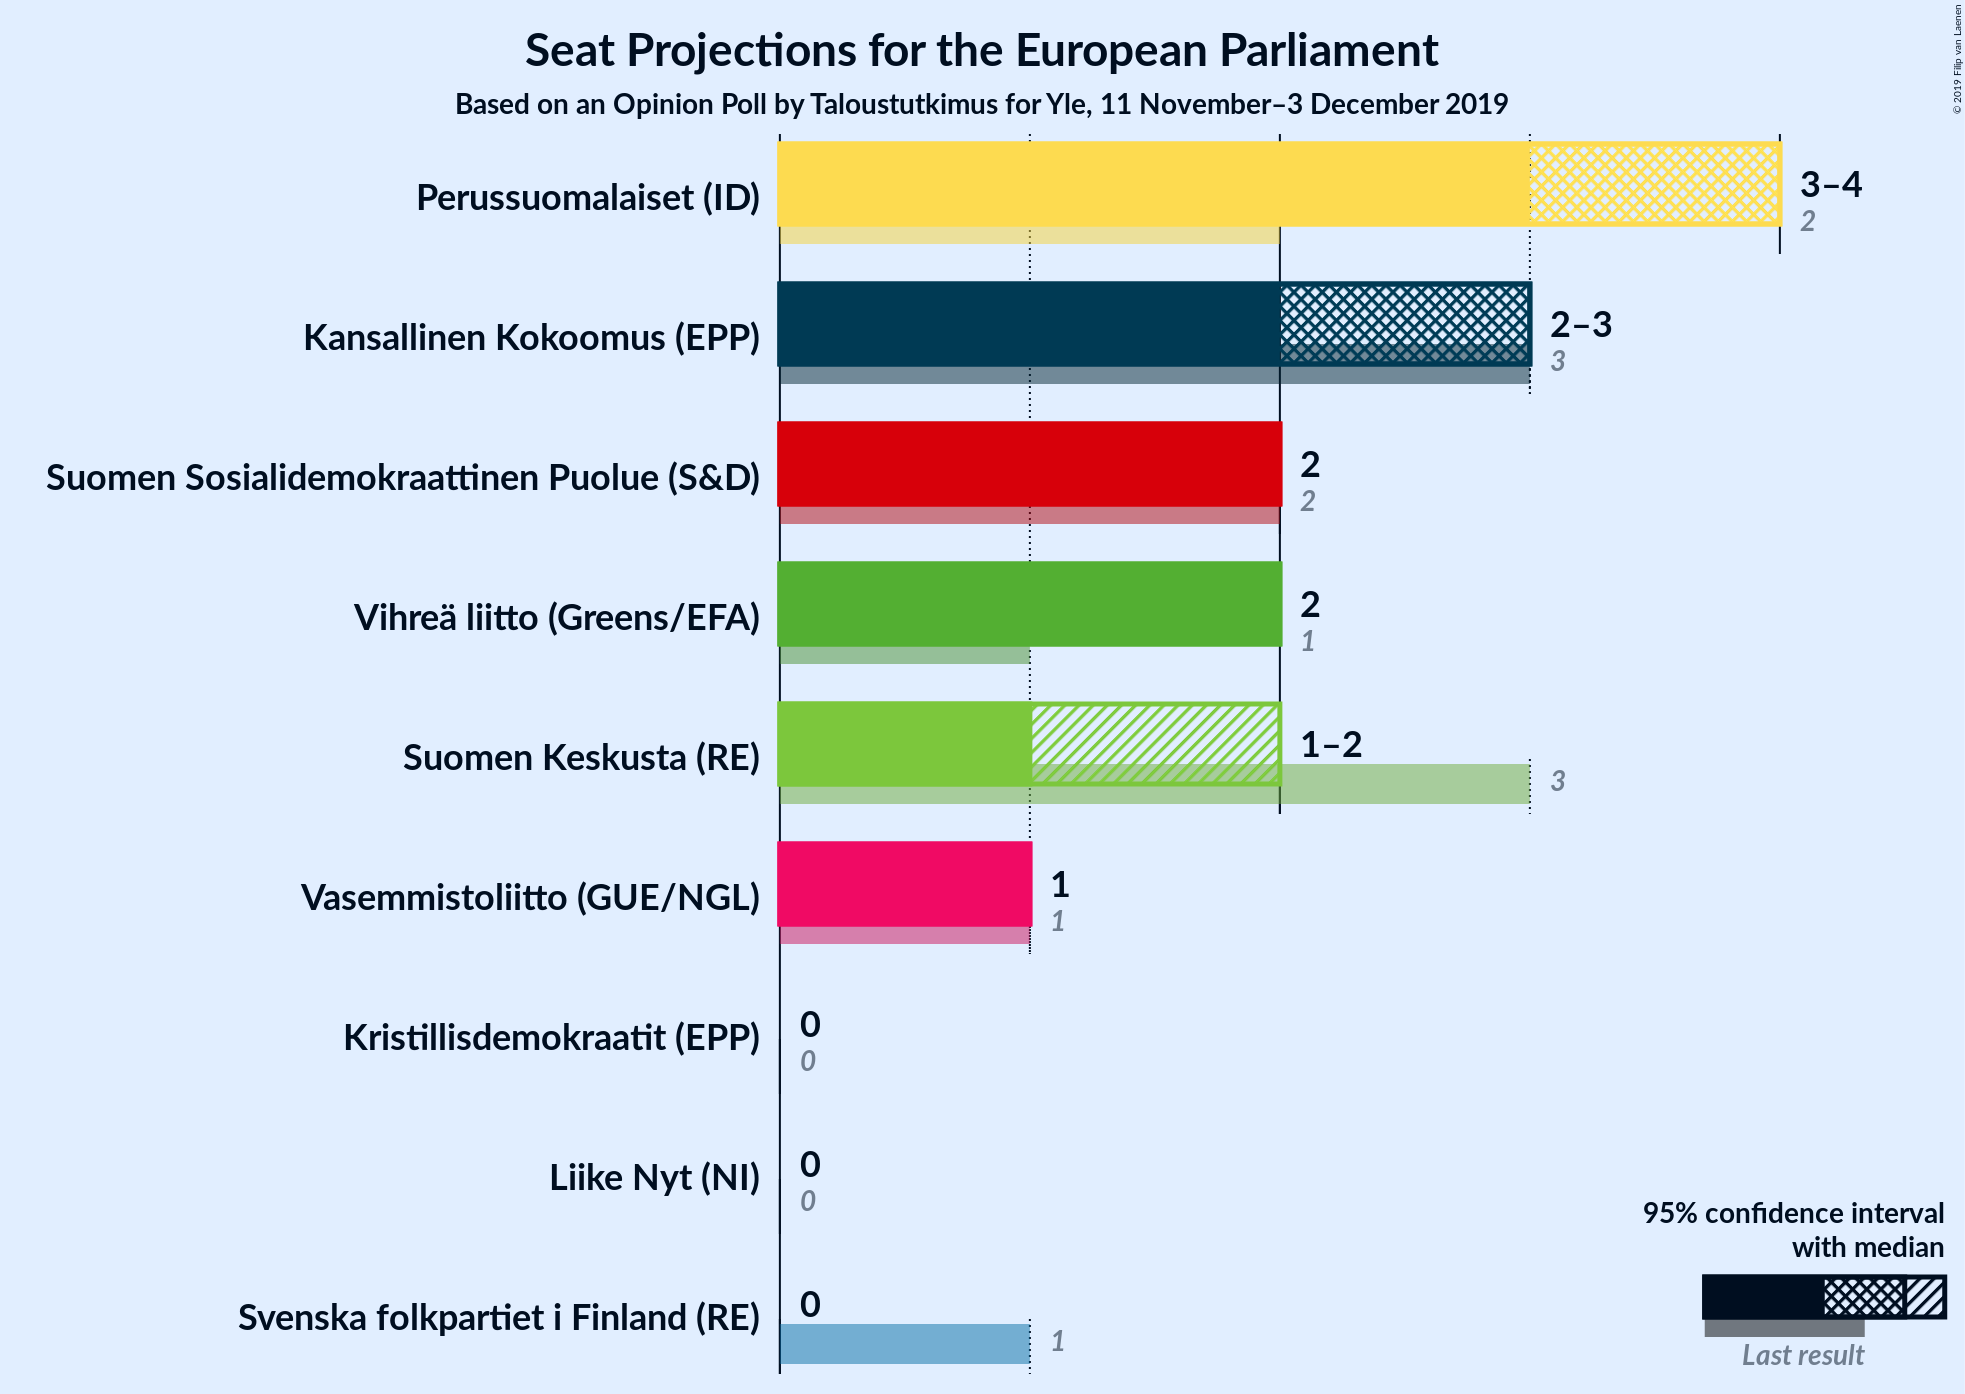 Seat Projections for the European Parliament
Based on an Opinion Poll by Taloustutkimus for Yle, 11 November–3 December 2019
© 2019 Filip van Laenen
Perussuomalaiset (ID)
3–4
2
Kansallinen Kokoomus (EPP)
2–3
3
Suomen Sosialidemokraattinen Puolue (S&D)
2
2
Vihreä liitto (Greens/EFA)
2
1
Suomen Keskusta (RE)
1–2
3
Vasemmistoliitto (GUE/NGL)
1
1
Kristillisdemokraatit (EPP)
0
0
Liike Nyt (NI)
0
0
Svenska folkpartiet i Finland (RE)
0
1
95% confidence interval
with median
Last result